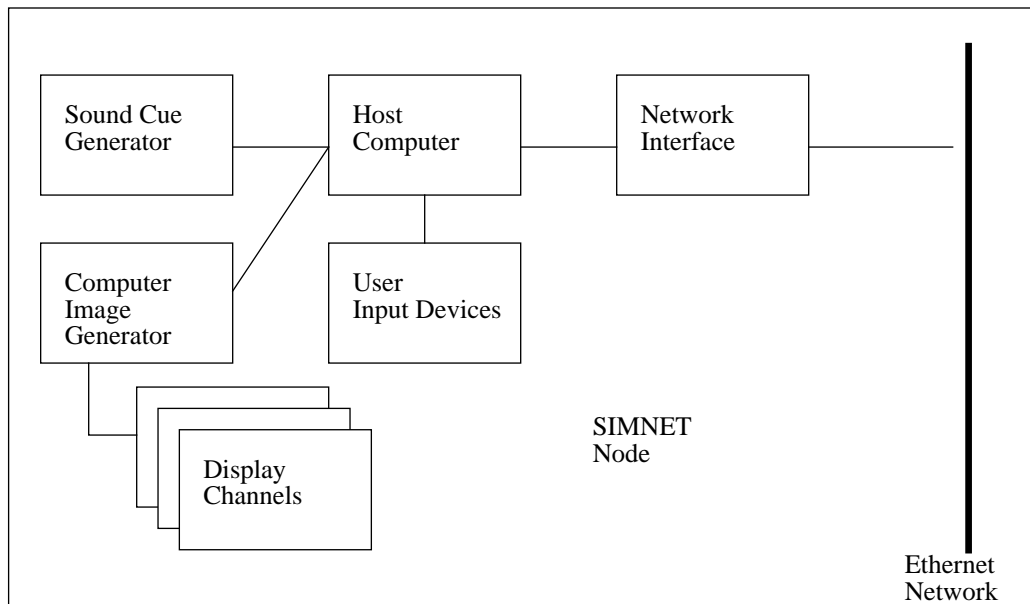 Sound Cue
Generator
Host
Computer
Network
Interface
Computer
Image
Generator
User
Input Devices
SIMNET
Node
Display
Channels
Ethernet
Network